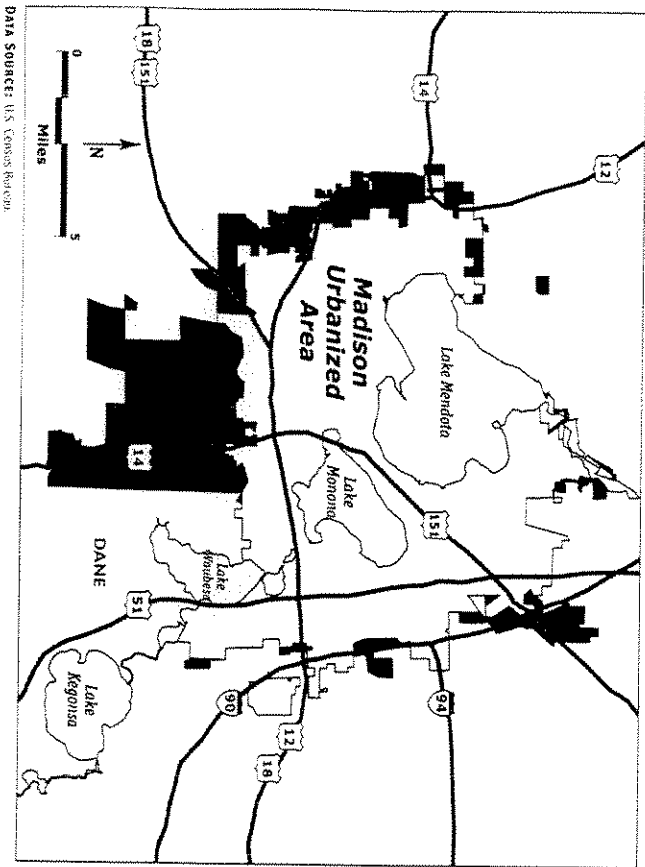 12
14
18
151
Madison
Urbanized
Area
Lake Mendota
Lake
Monona
151
94
90
12
18
14
DANE
Lake
Waubesa
51
Lake
Kegonsa
N
0
5
Miles
DATA SOURCE: U.S. Census Bureau.